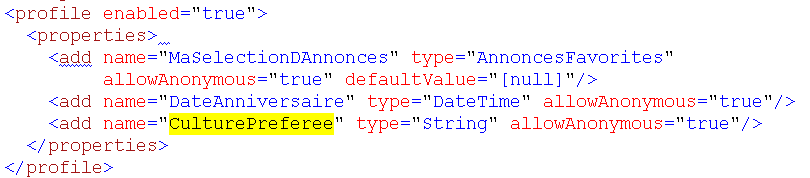 <profile enabled="true">
<properties>
<add name="MaSelectionDAnnonces" type="AnnoncesFavorites"
allowAnonymous="true" defaultValue="[null]"/>
<add name="DateAnniversaire" type="DateTime" allowAnonymous="true"/>
<add name="CulturePreferee" type="String" allowAnonymous="true"/>
</properties>
</profile>